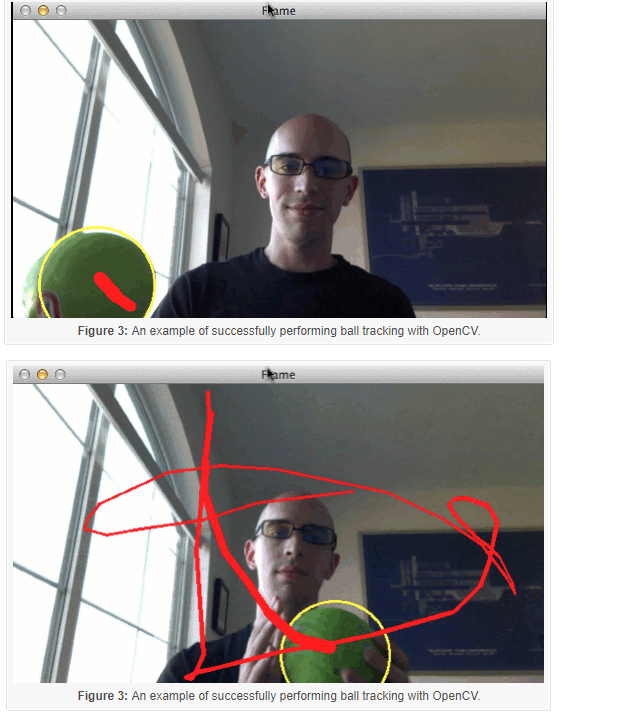 Frame
Figure 3: An example of successfully performing ball tracking with OpenCV.
Frame
Figure 3: An example of successfully performing ball tracking with OpenCV.